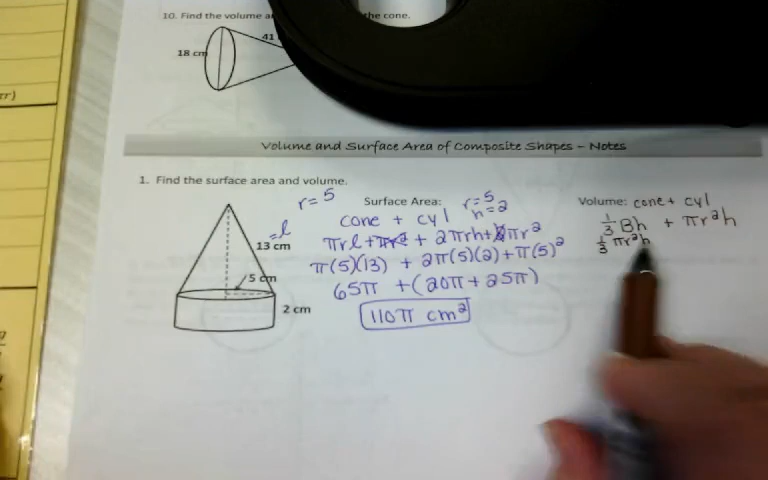 10. Find the volume a the cone.
41
18 cm
Volume and Surface Area of Composite Shapes – Notes
1. Find the surface area and volume.
r=5
=l
13 cm
5 cm
2 cm
Surface Area: r=5
h=2
cone + cyl
πrl+πr² + 2πrh+2πr²
π(5)(13) + 2π(5)(2)+π(5)²
65π +(20π+25π)
110π cm²
Volume: cone + cyl
1/3 Bh + πr²h
1/3 πr²h